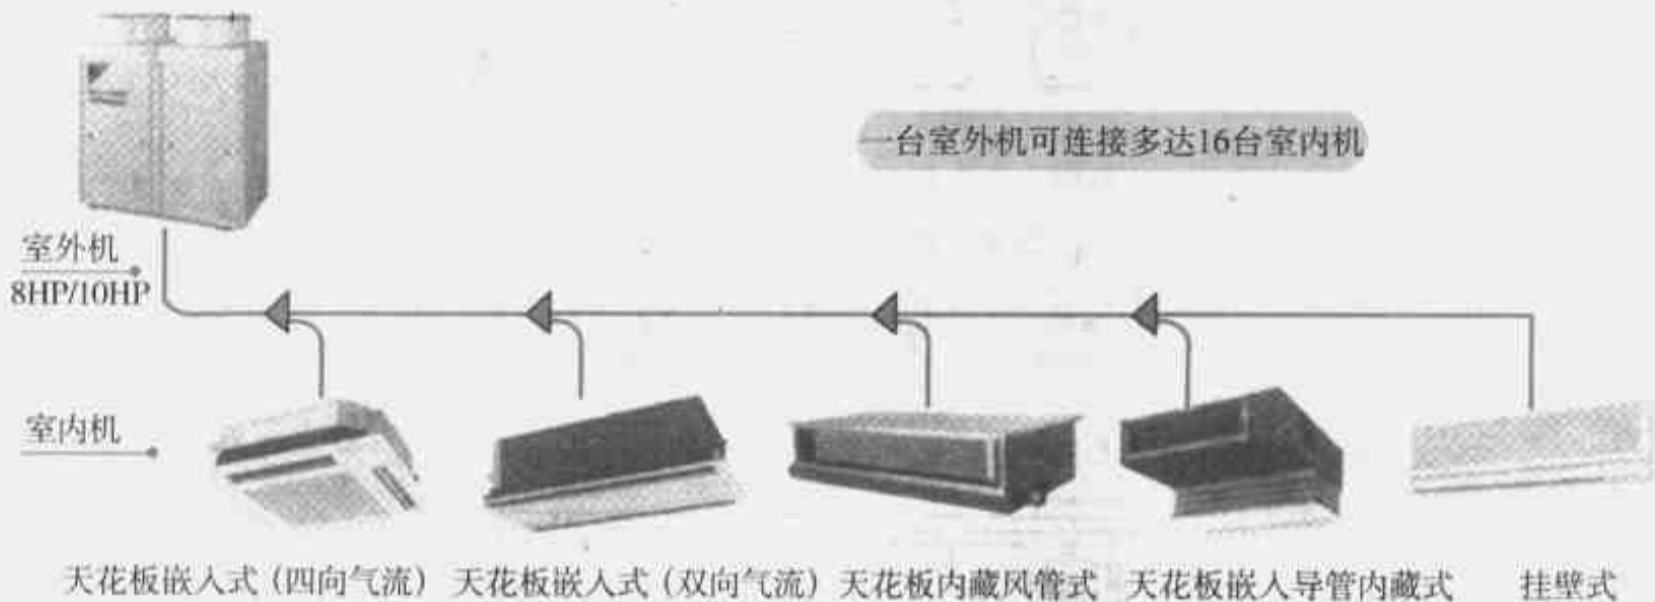 一台室外机可连接多达16台室内机
室外机
8HP/10HP
室内机
天花板嵌入式(四向气流) 天花板嵌入式(双向气流) 天花板内藏风管式 天花板嵌入导管内藏式 挂壁式